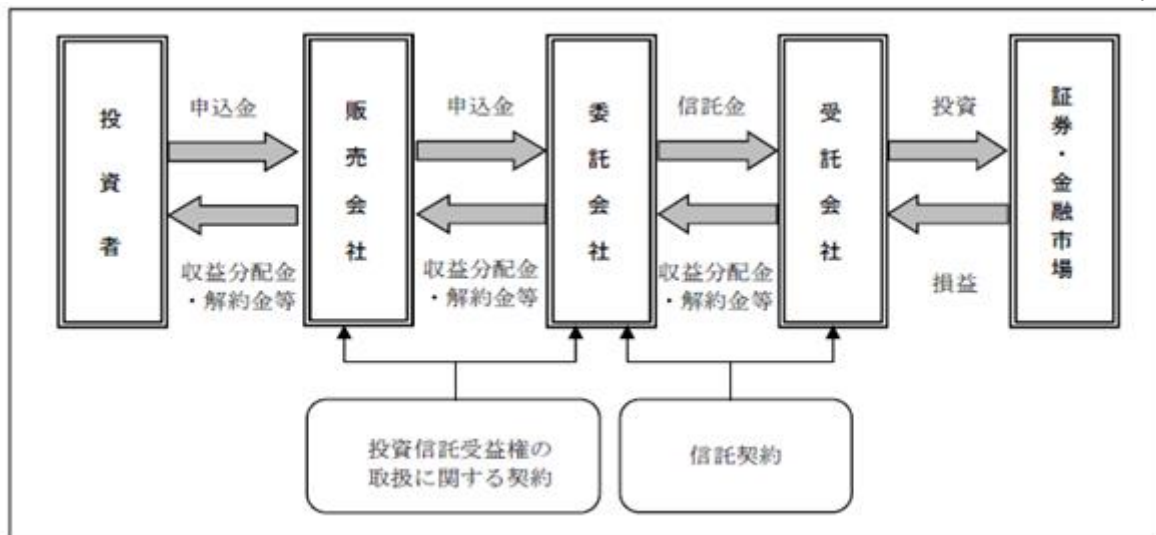 投資者
申込金
収益分配金
・解約金等
販売会社
申込金
収益分配金
・解約金等
委託会社
信託金
収益分配金
・解約金等
受託会社
投資
損益
証券・金融市場
投資信託受益権の
取扱に関する契約
信託契約